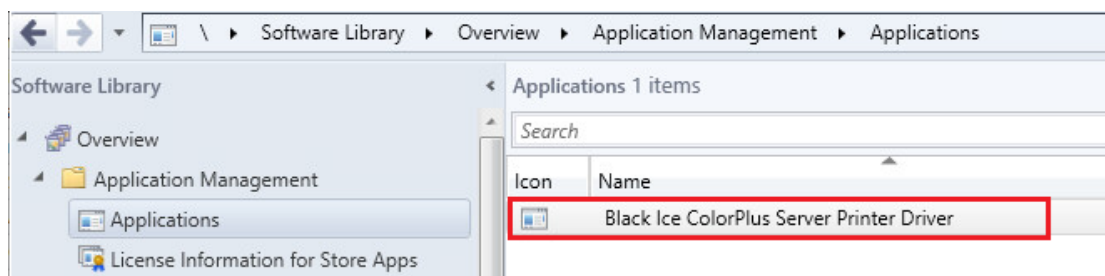 \ Software Library Overview Application Management Applications
Software Library
Applications 1 items
Overview
Search
Application Management
Icon Name
Applications
Black Ice ColorPlus Server Printer Driver
License Information for Store Apps